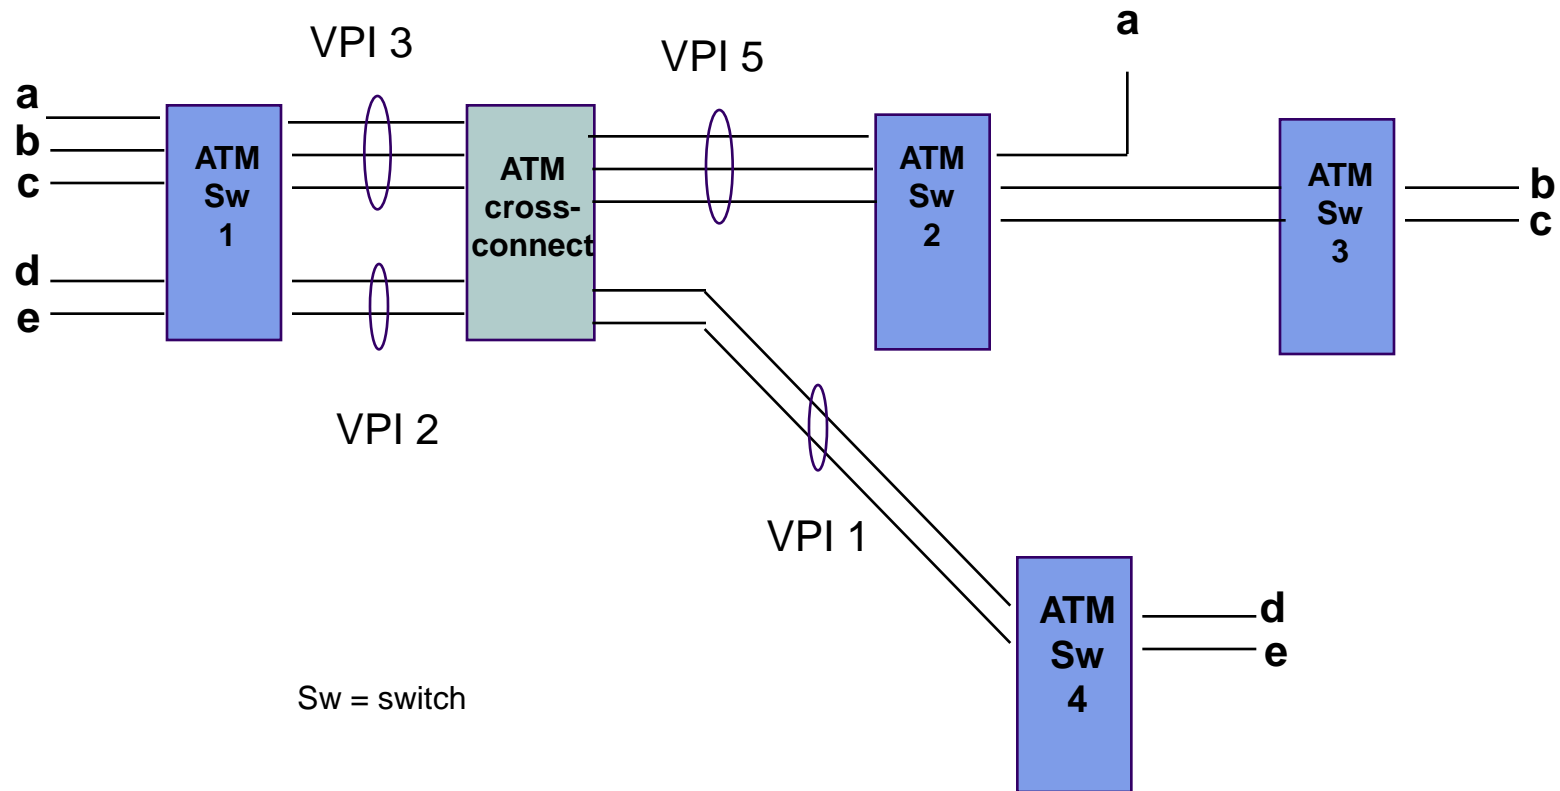 a
VPI 3
VPI 5
a
b
c
ATM
Sw
1
ATM
cross-
connect
ATM
Sw
2
ATM
Sw
3
b
c
d
e
VPI 2
VPI 1
ATM
Sw
4
d
e
Sw = switch